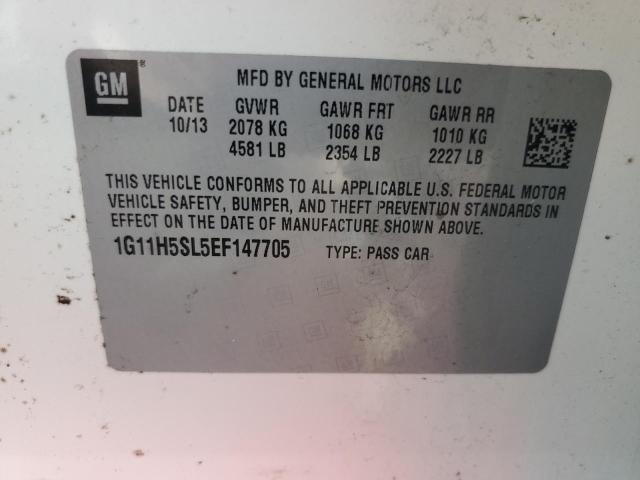 GM
MFD BY GENERAL MOTORS LLC
DATE GVWR GAWR FRT GAWR RR
10/13 2078 KG 1068 KG 1010 KG
4581 LB 2354 LB 2227 LB
THIS VEHICLE CONFORMS TO ALL APPLICABLE U.S. FEDERAL MOTOR
VEHICLE SAFETY, BUMPER, AND THEFT PREVENTION STANDARDS IN
EFFECT ON THE DATE OF MANUFACTURE SHOWN ABOVE.
1G11H5SL5EF147705 TYPE: PASS CAR